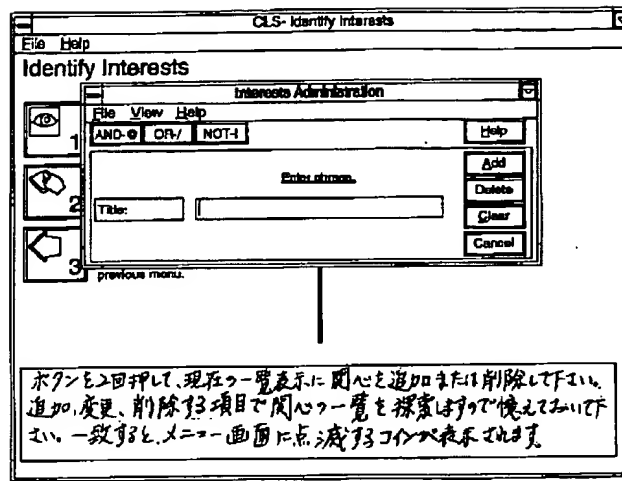 CLS- Identify Interests
File Help
Identify Interests
Interests Administration
File View Help
AND-@ OR-/ NOT-! Help
1
Enter phrase.
Add
Delete
2
Title:
Clear
Cancel
3
previous menu.
ボタンを2回押して、現在の一覧表示に関心を追加または削除して下さい。
追加、変更、削除する項目で関心の一覧を探索しますので憶えておいて下
さい。一致すると、メニュー画面に点滅するコインが表示されます。